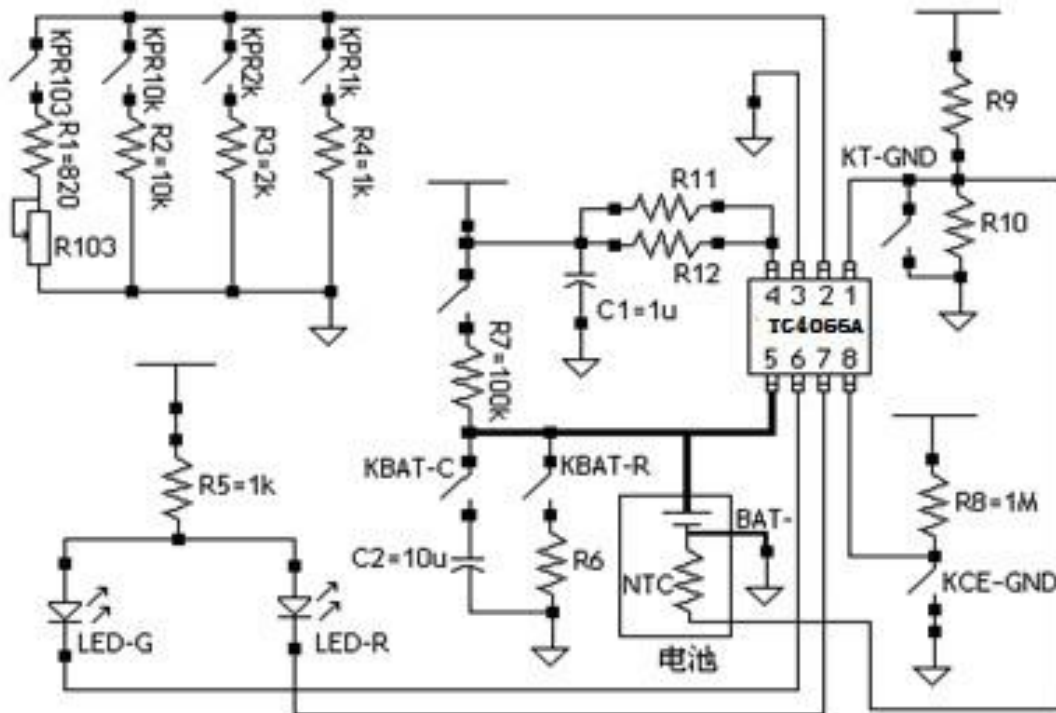 KPR103
KPR10k
KPR2k
KPR1k
R1=820
R2=10k
R3=2k
R4=1k
R103
R9
KT-GND
R10
R11
R12
C1=1u
4 3 2 1
TC4066A
5 6 7 8
R7=100k
R5=1k
KBAT-C
KBAT-R
BAT-
R8=1M
C2=10u
R6
NTC
KCE-GND
LED-G
LED-R
电池